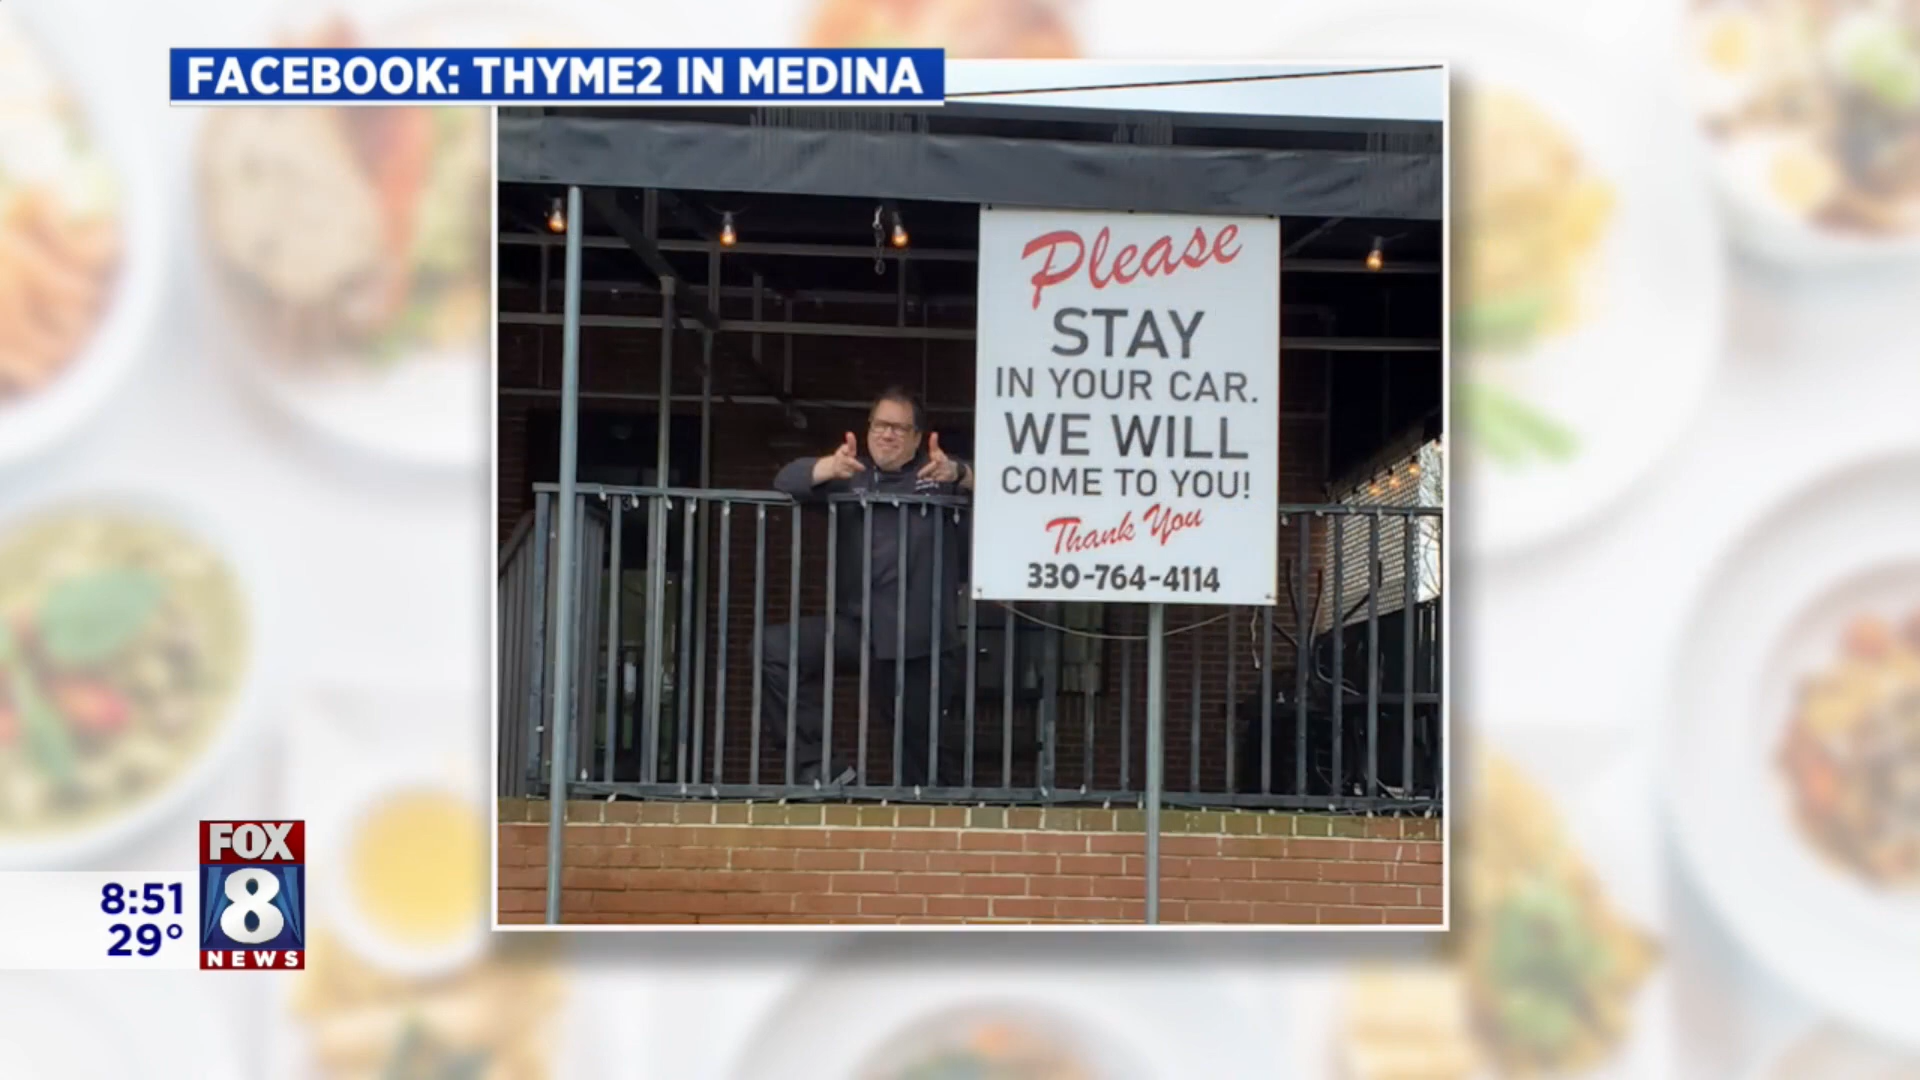 FACEBOOK: THYME2 IN MEDINA
Please
STAY
IN YOUR CAR.
WE WILL
COME TO YOU!
Thank You
330-764-4114
8:51
29°
FOX
8
NEWS